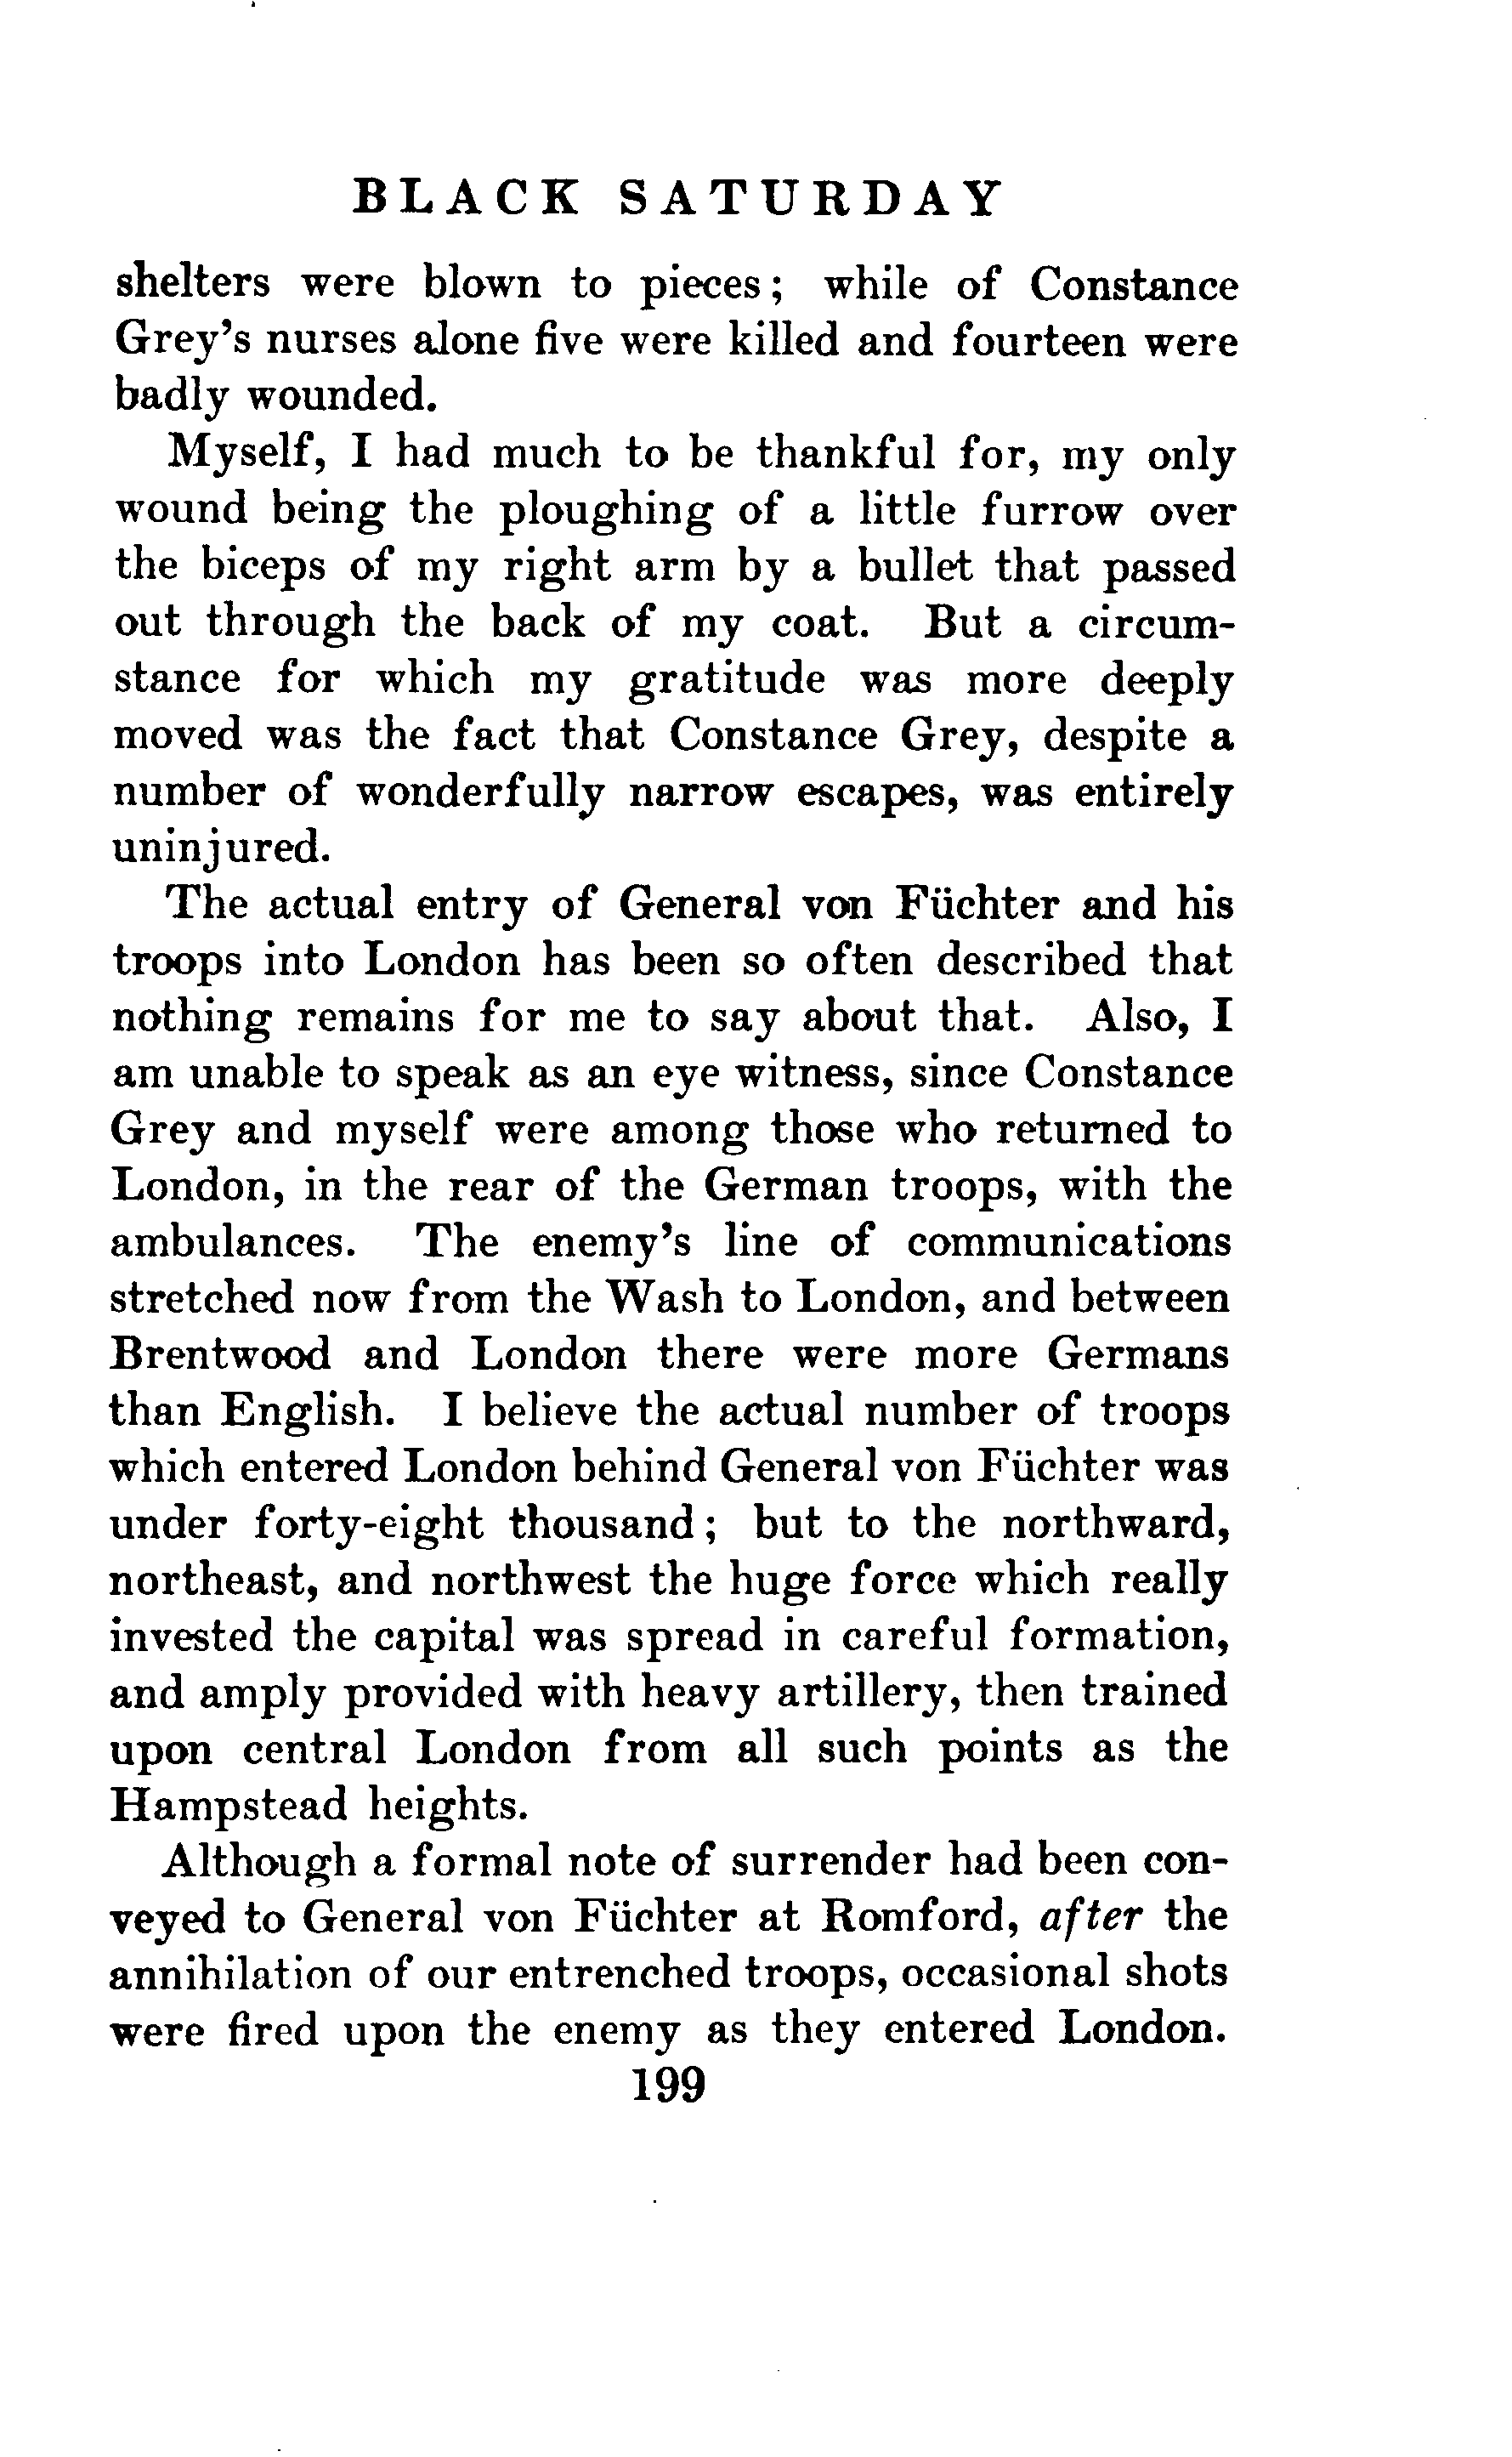 BLACK SATURDAY
shelters were blown to pieces; while of Constance
Grey's nurses alone five were killed and fourteen were
badly wounded.
Myself, I had much to be thankful for, my only
wound being the ploughing of a little furrow over
the biceps of my right arm by a bullet that passed
out through the back of my coat. But a circum-
stance for which my gratitude was more deeply
moved was the fact that Constance Grey, despite a
number of wonderfully narrow escapes, was entirely
uninjured.
The actual entry of General von Füchter and his
troops into London has been so often described that
nothing remains for me to say about that. Also, I
am unable to speak as an eye witness, since Constance
Grey and myself were among those who returned to
London, in the rear of the German troops, with the
ambulances. The enemy's line of communications
stretched now from the Wash to London, and between
Brentwood and London there were more Germans
than English. I believe the actual number of troops
which entered London behind General von Füchter was
under forty-eight thousand; but to the northward,
northeast, and northwest the huge force which really
invested the capital was spread in careful formation,
and amply provided with heavy artillery, then trained
upon central London from all such points as the
Hampstead heights.
Although a formal note of surrender had been con-
veyed to General von Füchter at Romford, after the
annihilation of our entrenched troops, occasional shots
were fired upon the enemy as they entered London.
199